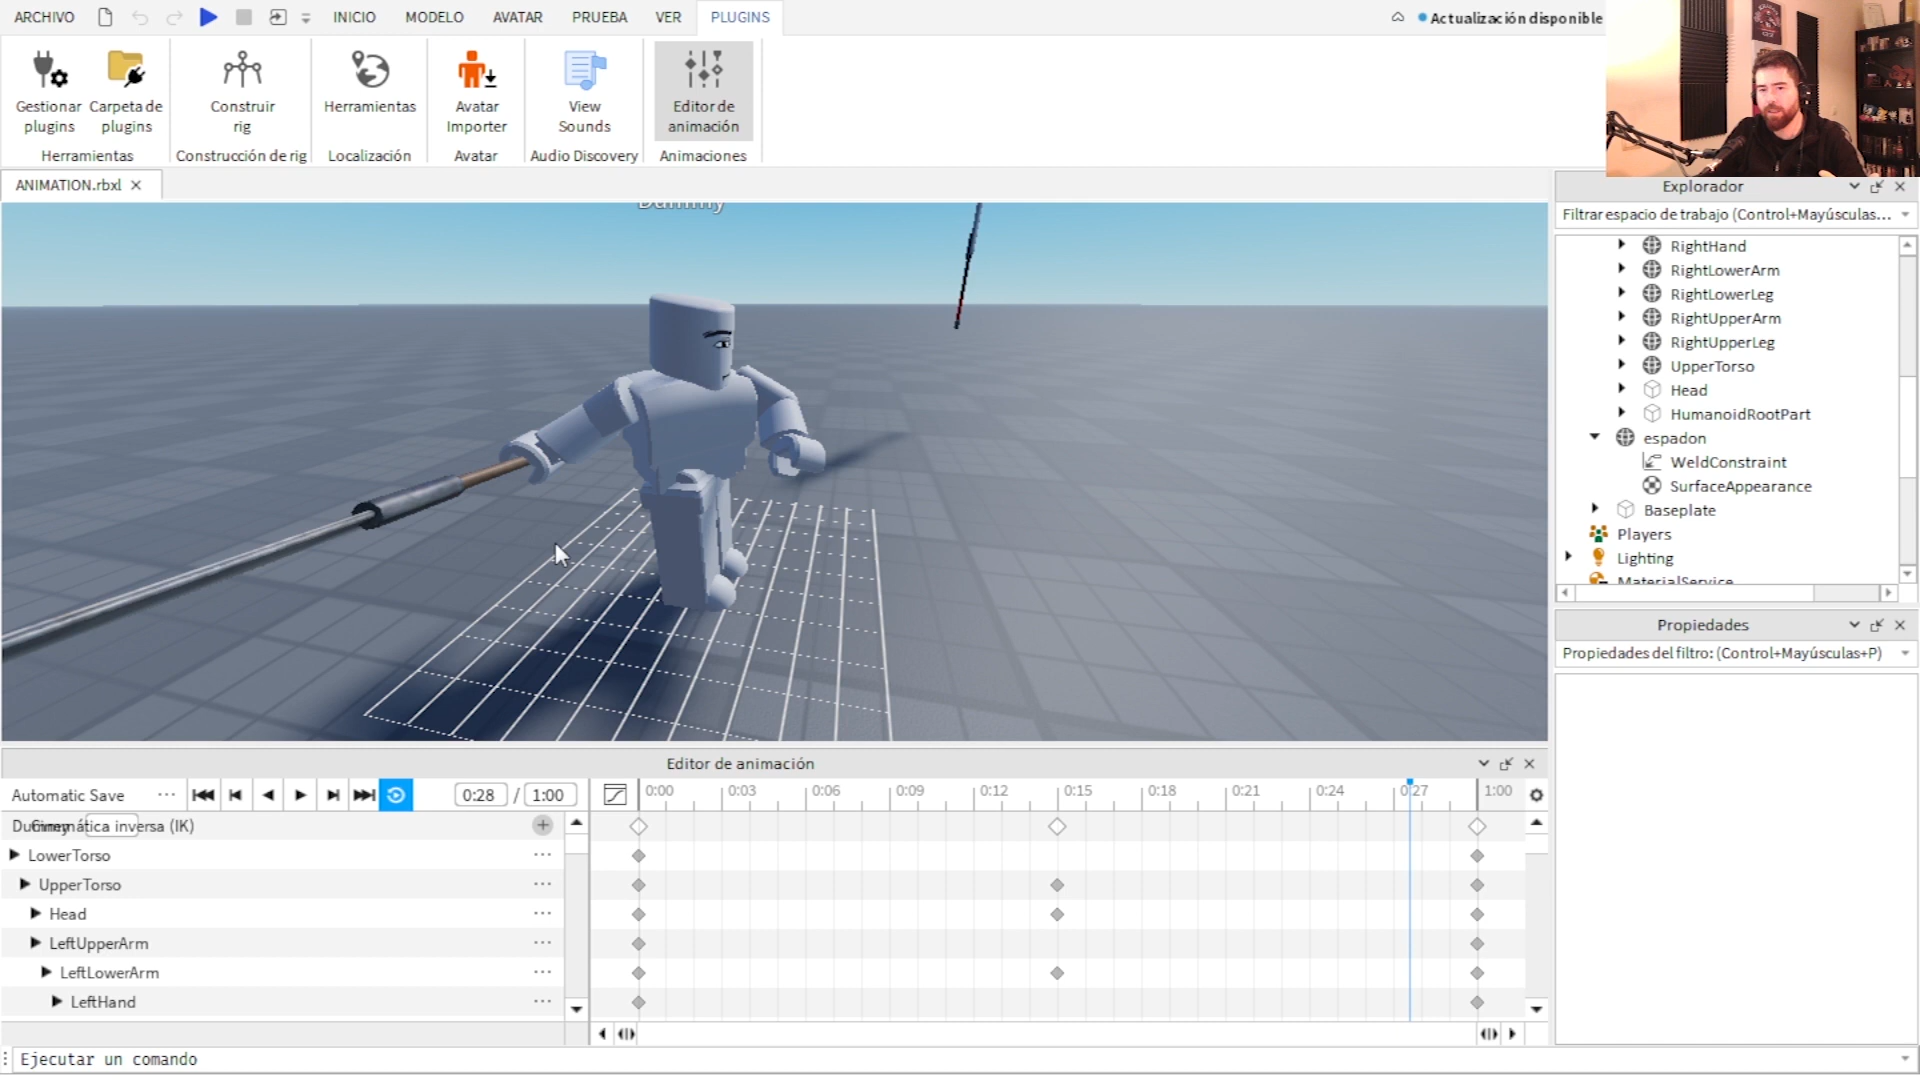 ARCHIVO INICIO MODELO AVATAR PRUEBA VER PLUGINS Actualización disponible
Gestionar plugins
Carpeta de plugins
Herramientas
Construir rig
Construcción de rig
Herramientas
Localización
Avatar Importer
Avatar
View Sounds
Audio Discovery
Editor de animación
Animaciones
ANIMATION.rbxl
Dummy
Explorador
Filtrar espacio de trabajo (Control+Mayúsculas...
RightHand
RightLowerArm
RightLowerLeg
RightUpperArm
RightUpperLeg
UpperTorso
Head
HumanoidRootPart
espadon
WeldConstraint
SurfaceAppearance
Baseplate
Players
Lighting
MaterialService
Propiedades
Propiedades del filtro: (Control+Mayúsculas+P)
Editor de animación
Automatic Save ... 0:28 / 1:00
0:00 0:03 0:06 0:09 0:12 0:15 0:18 0:21 0:24 0:27 1:00
Dummy Cinemática inversa (IK)
LowerTorso ...
UpperTorso ...
Head ...
LeftUpperArm ...
LeftLowerArm ...
LeftHand ...
Ejecutar un comando